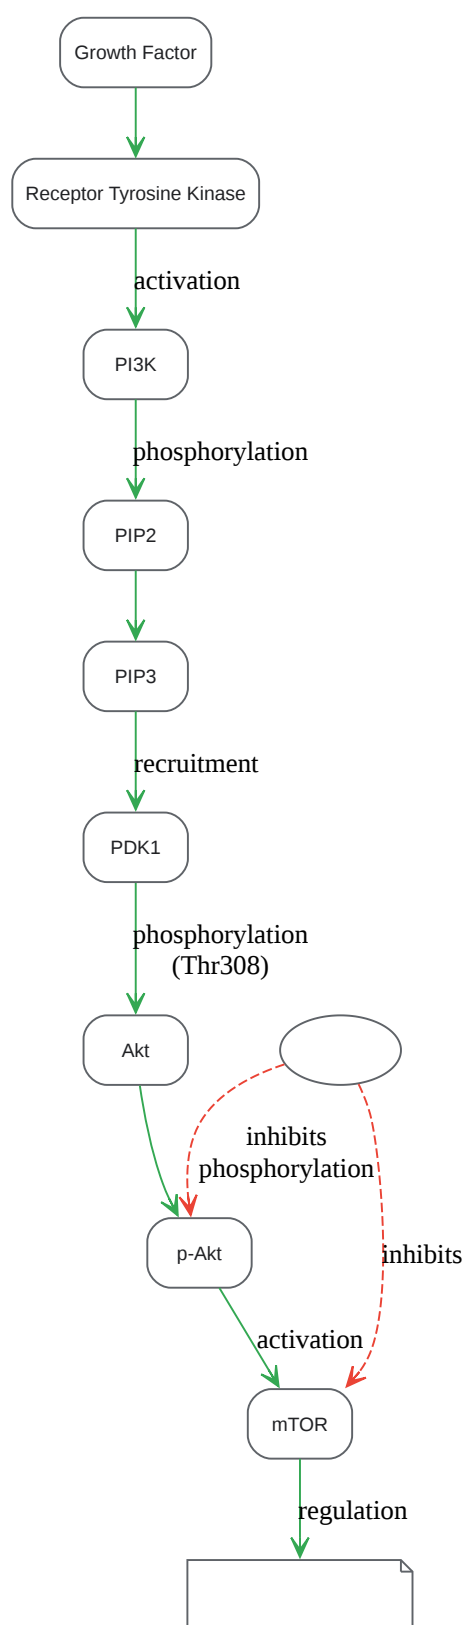 Growth Factor
Receptor Tyrosine Kinase
activation
PI3K
phosphorylation
PIP2
PIP3
recruitment
PDK1
phosphorylation
(Thr308)
Akt
inhibits
phosphorylation
p-Akt
inhibits
activation
mTOR
regulation